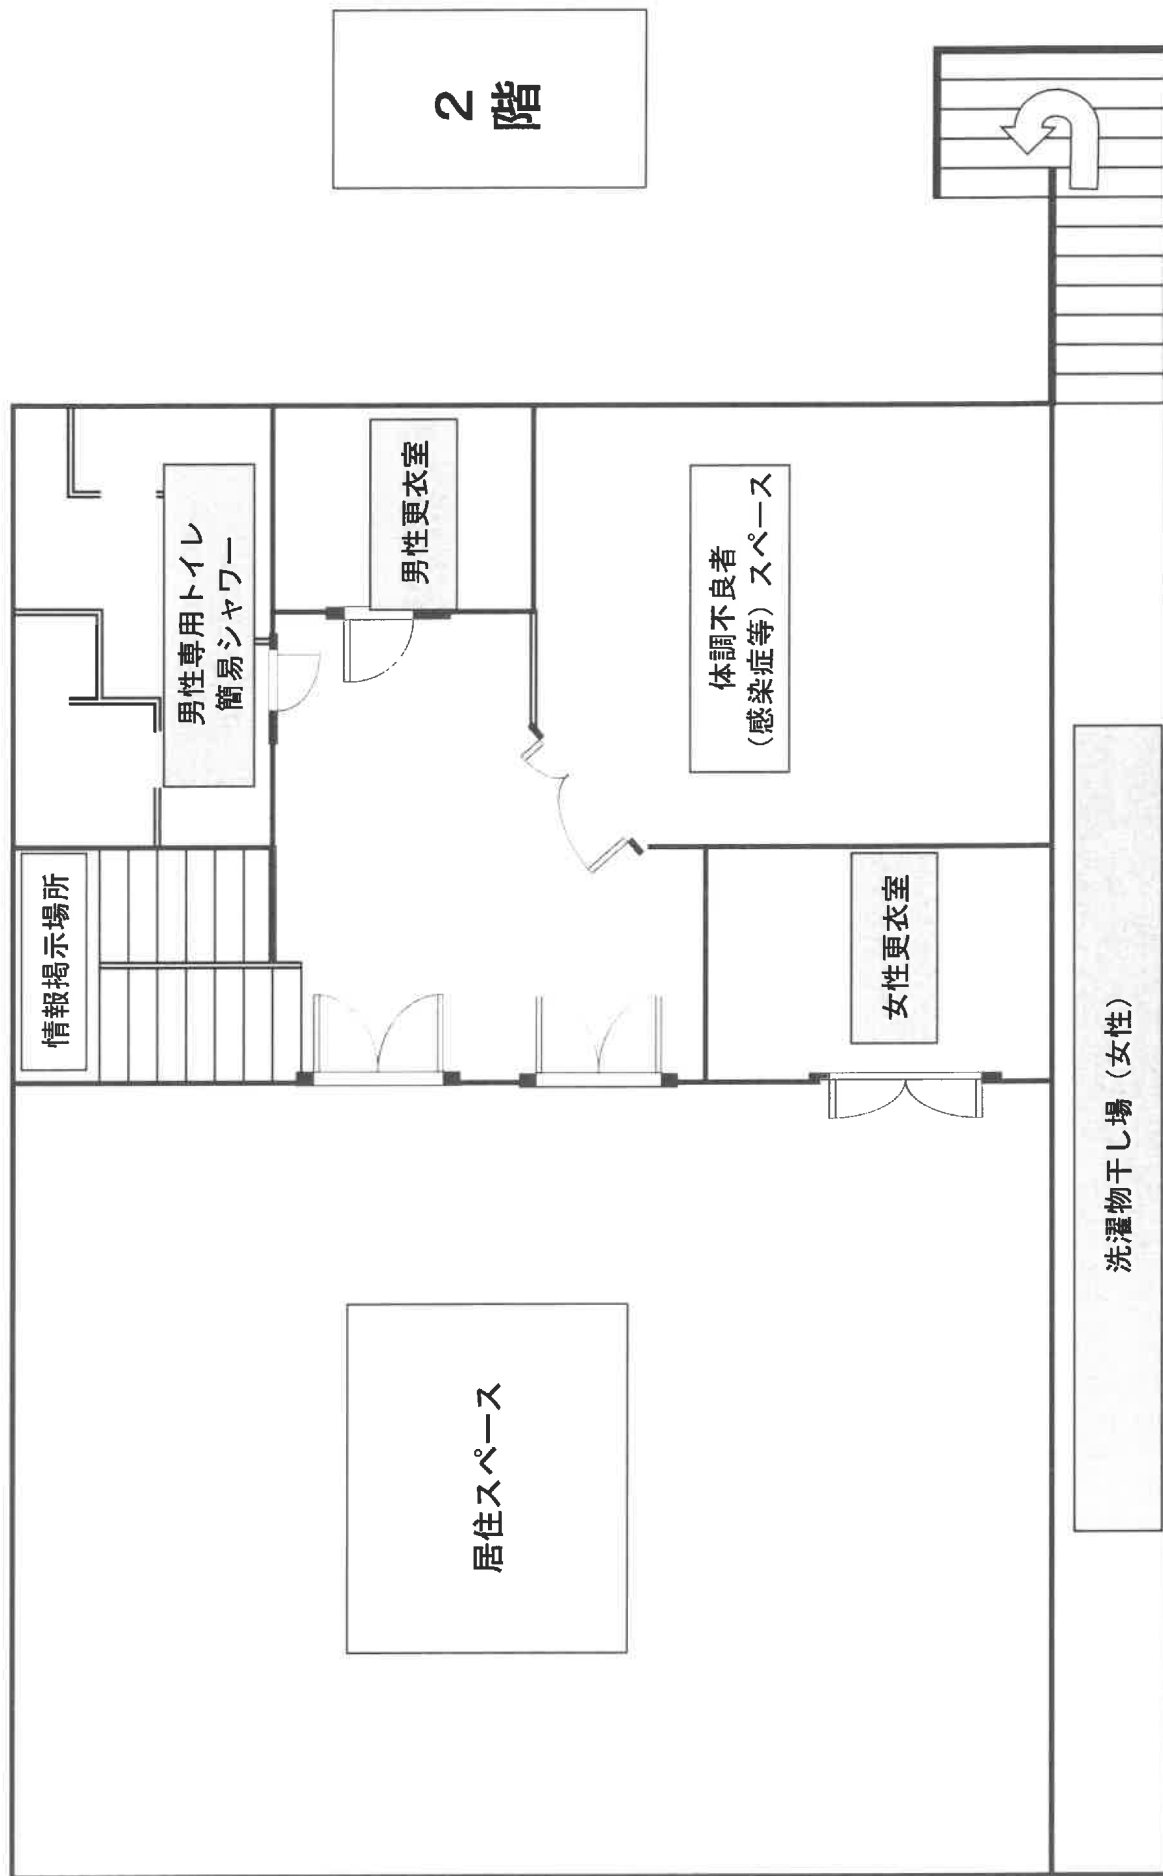 2
階
情報掲示場所
男性専用トイレ
簡易シャワー
男性更衣室
居住スペース
体調不良者
(感染症等)スペース
女性更衣室
洗濯物干し場(女性)